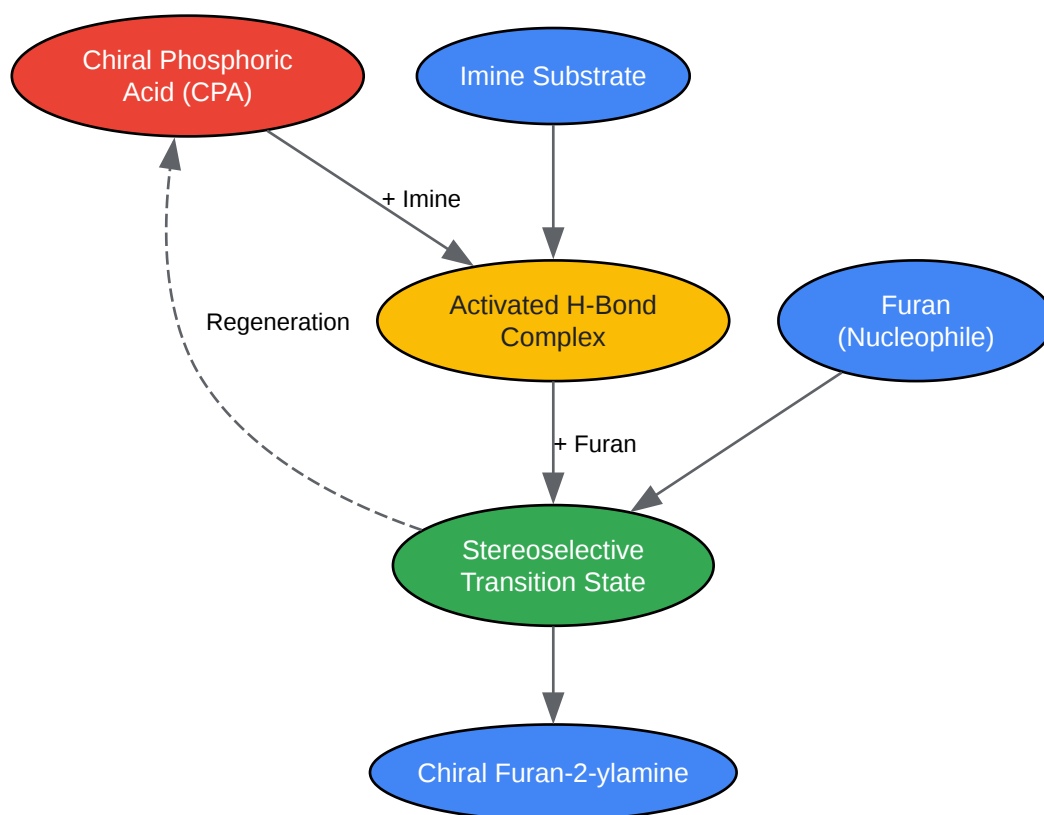 Chiral Phosphoric
Acid (CPA)
Imine Substrate
+ Imine
Activated H-Bond
Complex
Furan
(Nucleophile)
Regeneration
+ Furan
Stereoselective
Transition State
Chiral Furan-2-ylamine